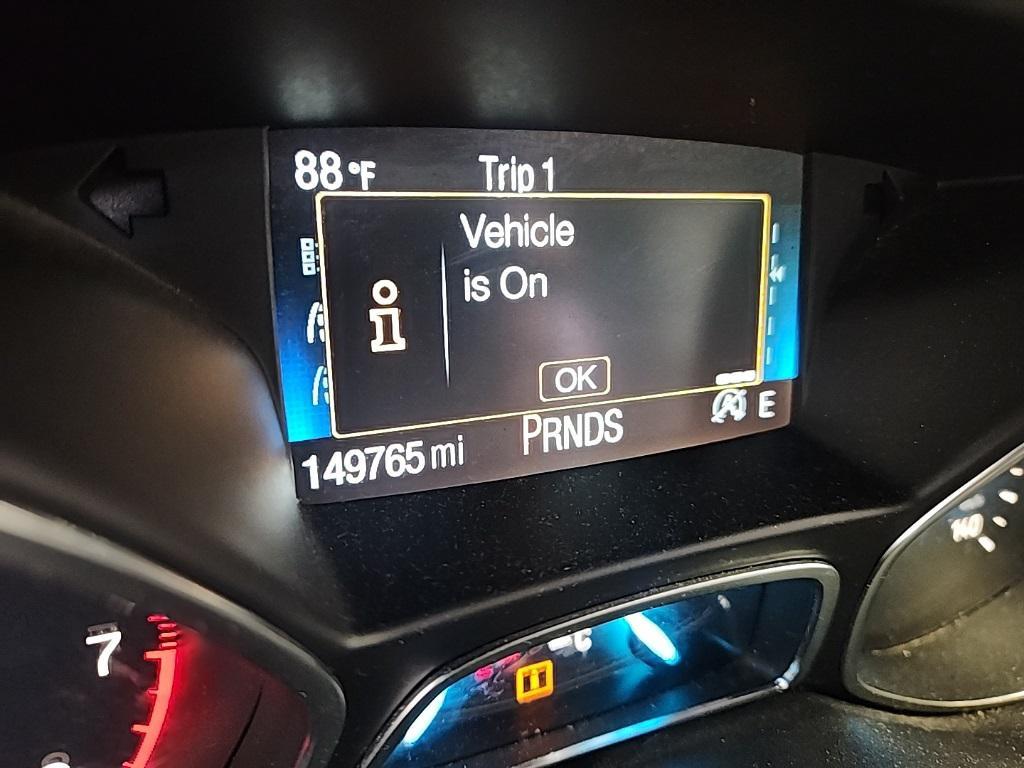 88°F Trip 1
Vehicle
is On
OK
149765 mi PRNDS E
7
140
C